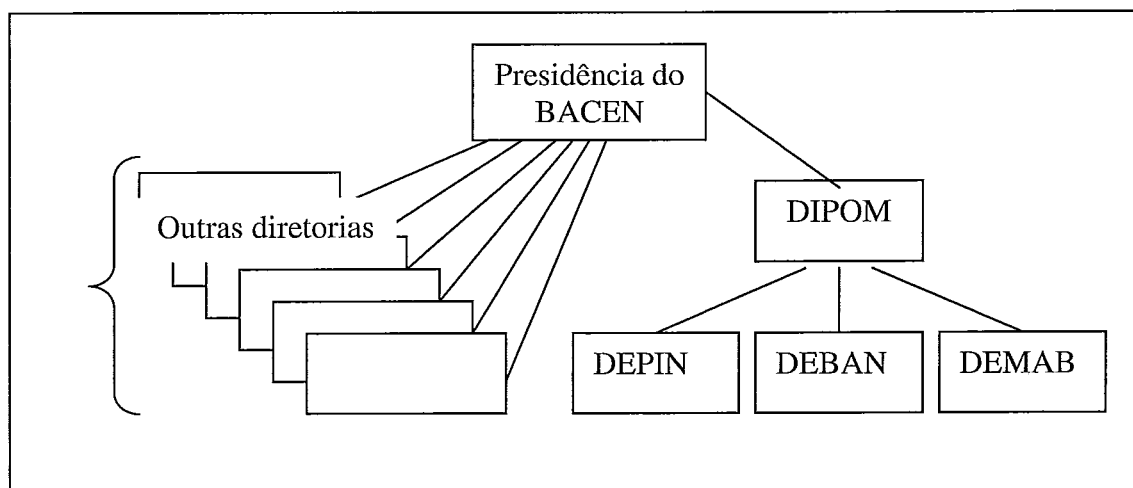 Presidência do
BACEN
Outras diretorias
DIPOM
DEPIN
DEBAN
DEMAB